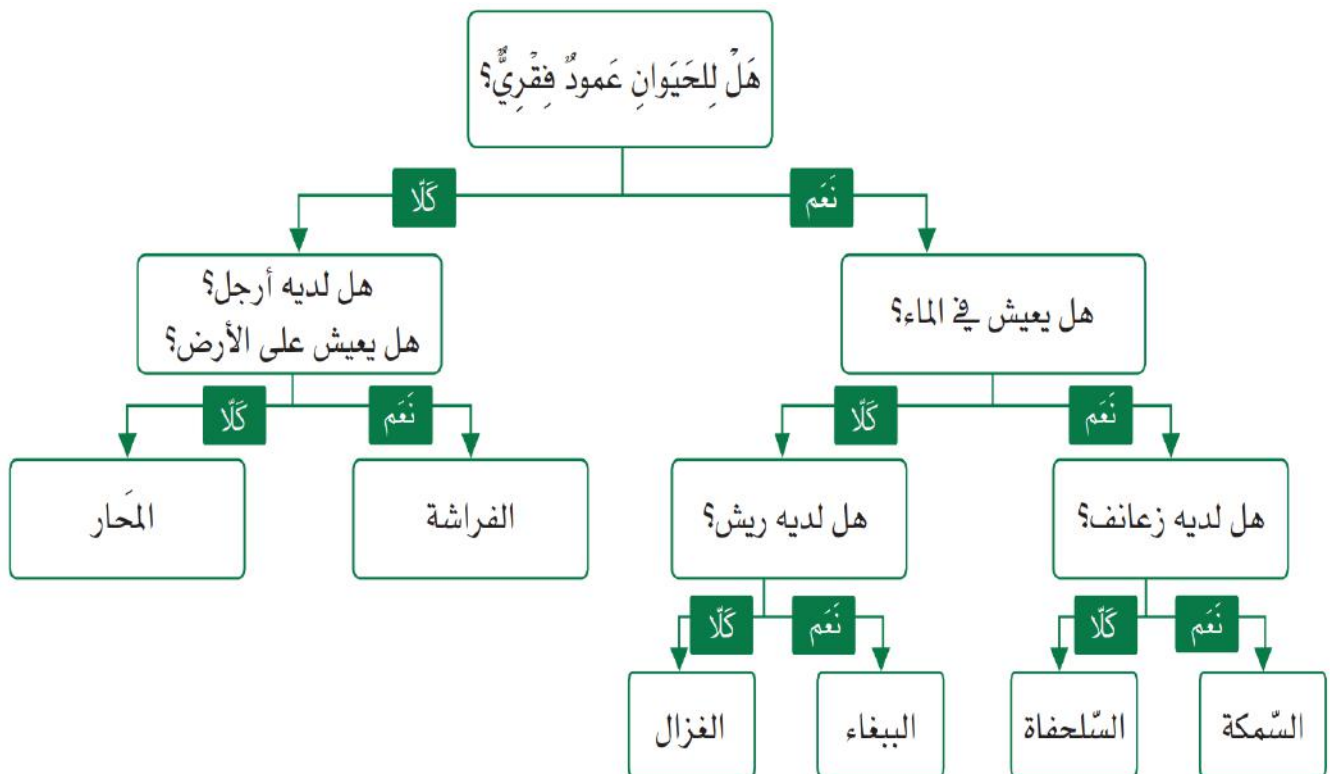 هَلْ لِلحَيَوانِ عَمودٌ فِقْرِيٌّ؟
نَعَم
كَلّا
هل يعيش في الماء؟
هل لديه أرجل؟
هل يعيش على الأرض؟
نَعَم
كَلّا
نَعَم
كَلّا
هل لديه زعانف؟
هل لديه ريش؟
الفراشة
المَحار
نَعَم
كَلّا
نَعَم
كَلّا
السّمكة
السّلحفاة
الببغاء
الغزال